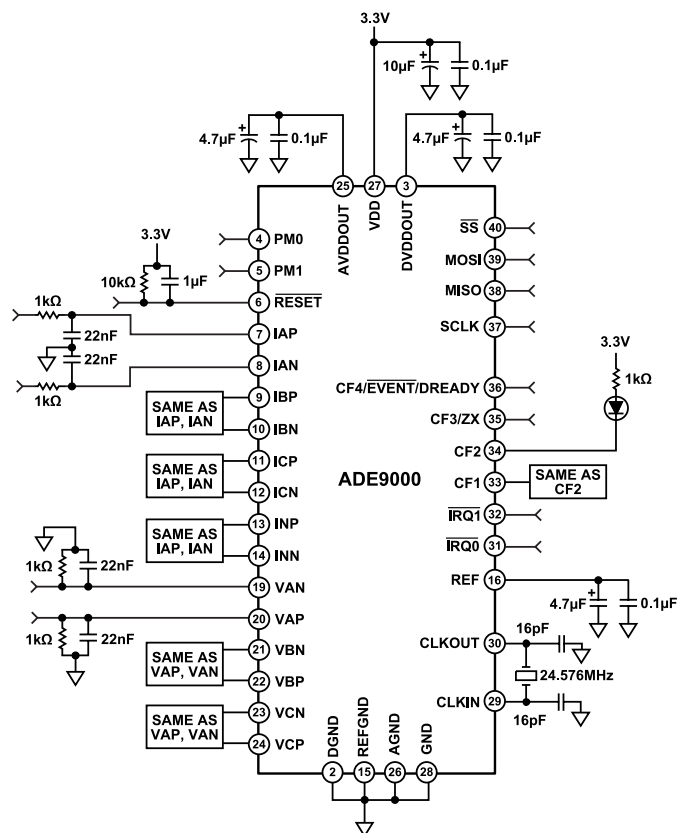 3.3V
10µF
0.1µF
4.7µF
0.1µF
4.7µF
0.1µF
25
27
3
AVDDOUT
VDD
DVDDOUT
4
PM0
5
PM1
3.3V
10kΩ
1µF
6
RESET
1kΩ
7
IAP
22nF
22nF
8
IAN
1kΩ
9
IBP
SAME AS
IAP, IAN
10
IBN
11
ICP
SAME AS
IAP, IAN
12
ICN
13
INP
SAME AS
IAP, IAN
14
INN
1kΩ
22nF
19
VAN
20
VAP
1kΩ
22nF
21
VBN
SAME AS
VAP, VAN
22
VBP
23
VCN
SAME AS
VAP, VAN
24
VCP
ADE9000
SS
40
MOSI
39
MISO
38
SCLK
37
CF4/EVENT/DREADY
36
CF3/ZX
35
3.3V
1kΩ
CF2
34
CF1
33
SAME AS
CF2
IRQ1
32
IRQ0
31
REF
16
4.7µF
0.1µF
CLKOUT
30
16pF
24.576MHz
CLKIN
29
16pF
DGND
REFGND
AGND
GND
2
15
26
28